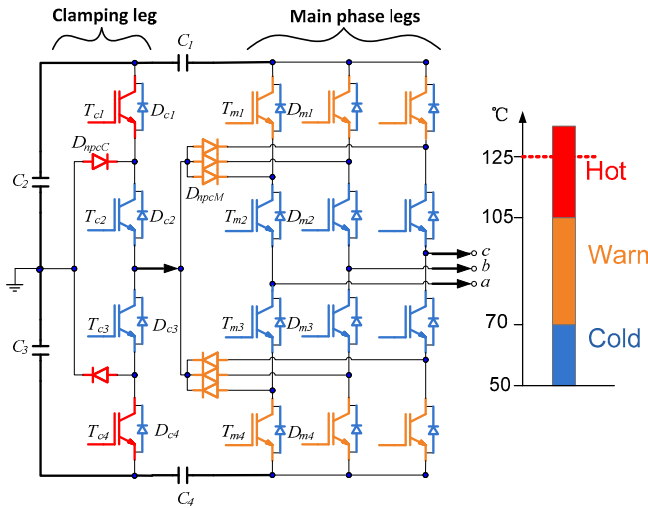 Clamping leg
Main phase legs
C1
Tc1
Dc1
Tm1
Dm1
DnpcC
C2
DnpcM
Tc2
Dc2
Tm2
Dm2
c
b
a
C3
Tc3
Dc3
Tm3
Dm3
Tc4
Dc4
Tm4
Dm4
C4
℃
125
Hot
105
Warm
70
Cold
50